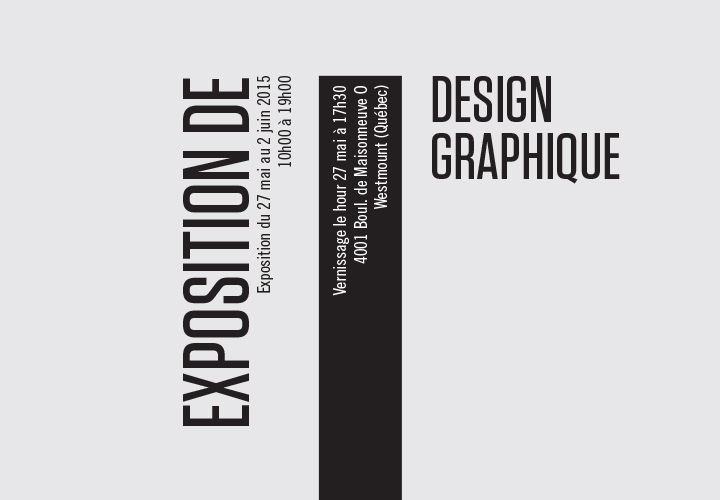 EXPOSITION DE
Exposition du 27 mai au 2 juin 2015
10h00 à 19h00
Vernissage le hour 27 mai à 17h30
4001 Boul. de Maisonneuve O
Westmount (Québec)
DESIGN
GRAPHIQUE